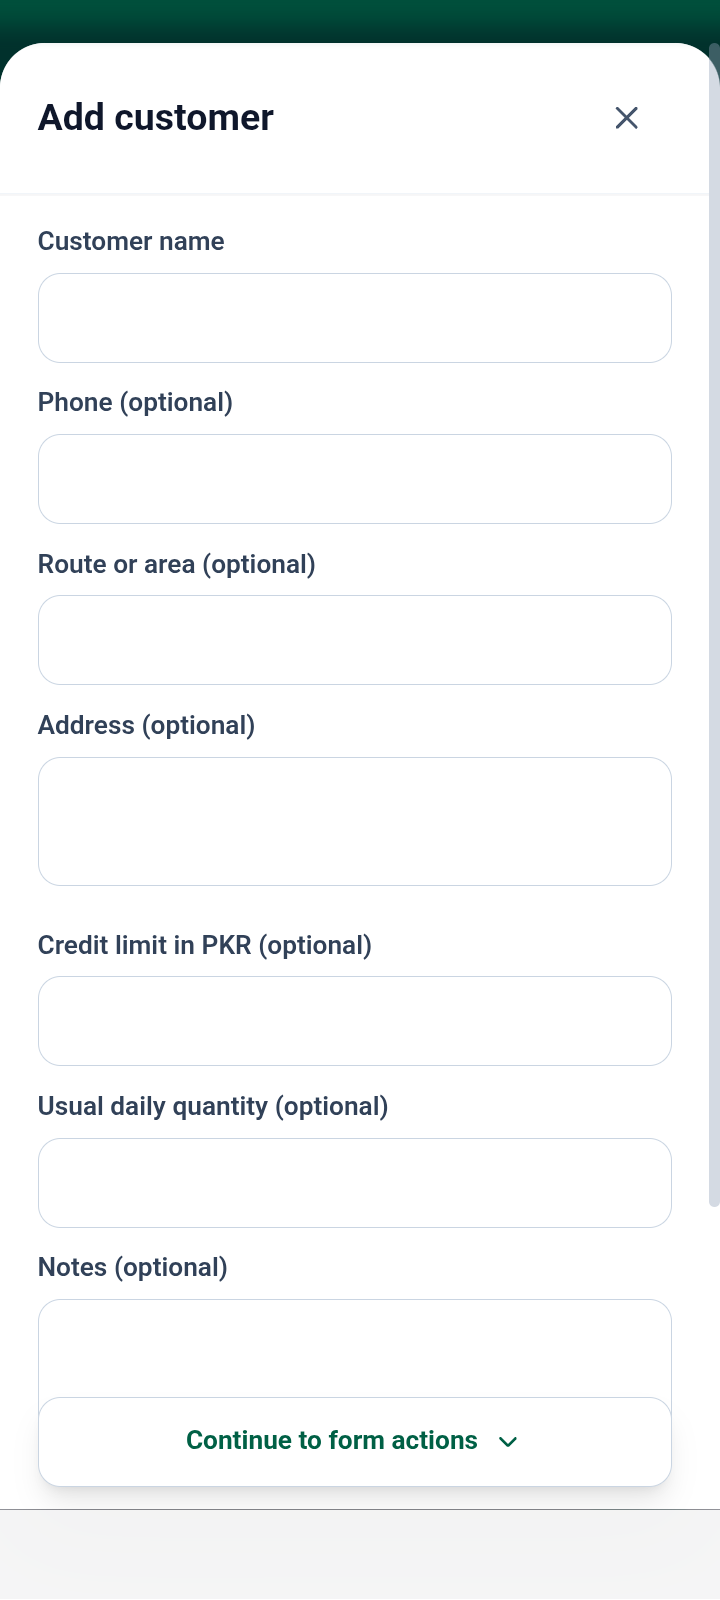 Add customer
Customer name
Phone (optional)
Route or area (optional)
Address (optional)
Credit limit in PKR (optional)
Usual daily quantity (optional)
Notes (optional)
Continue to form actions